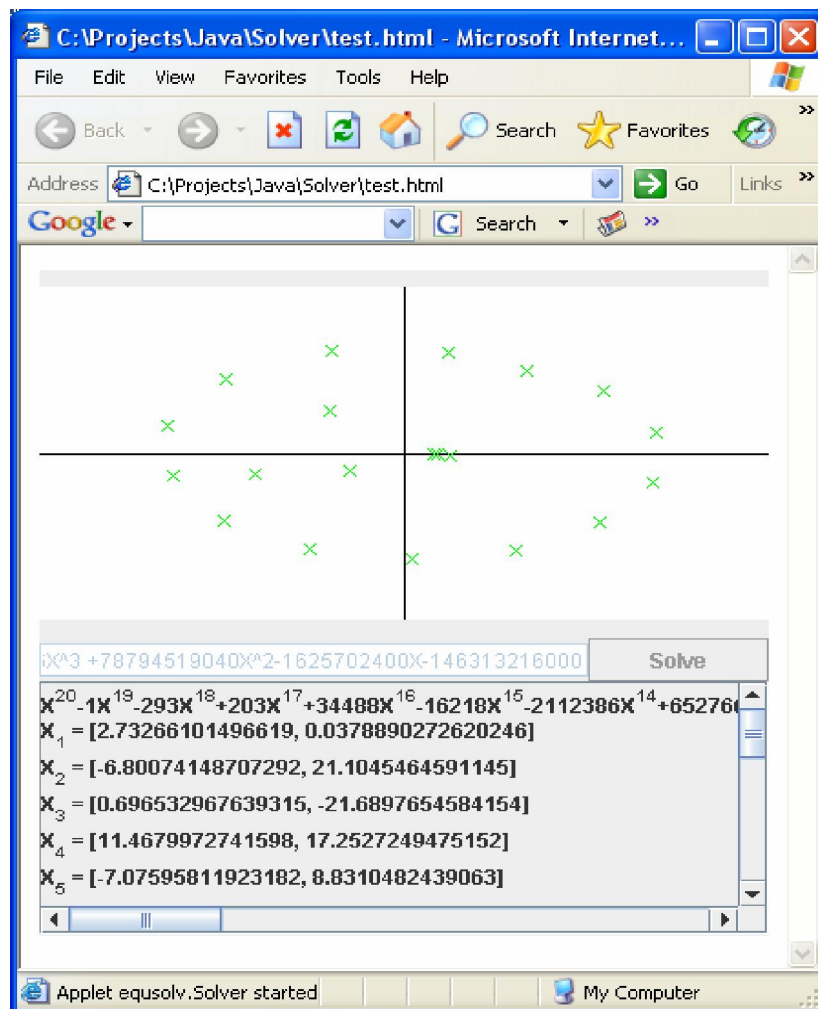 C:\Projects\Java\Solver\test.html - Microsoft Internet...
File Edit View Favorites Tools Help
Back Search Favorites »
Address C:\Projects\Java\Solver\test.html Go Links »
Google G Search »
iX^3 +78794519040X^2-1625702400X-146313216000 Solve
X²⁰-1X¹⁹-293X¹⁸+203X¹⁷+34488X¹⁶-16218X¹⁵-2112386X¹⁴+65276
X₁ = [2.73266101496619, 0.0378890272620246]
X₂ = [-6.80074148707292, 21.1045464591145]
X₃ = [0.696532967639315, -21.6897654584154]
X₄ = [11.4679972741598, 17.2527249475152]
X₅ = [-7.07595811923182, 8.8310482439063]
Applet equsolv.Solver started My Computer